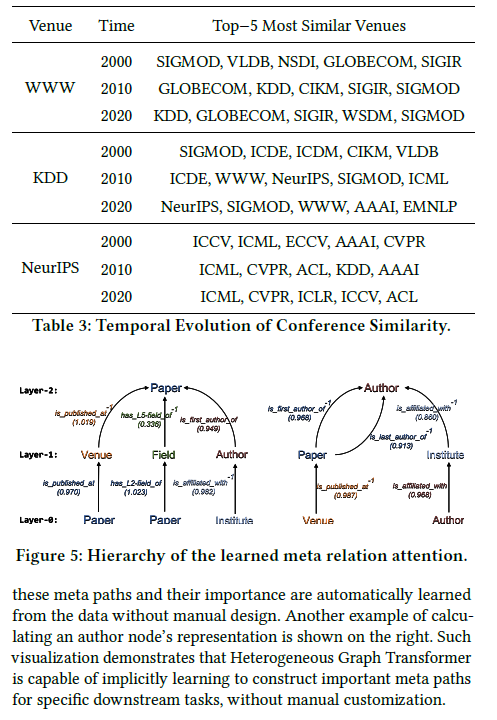 Venue Time Top–5 Most Similar Venues
2000 SIGMOD, VLDB, NSDI, GLOBECOM, SIGIR
WWW 2010 GLOBECOM, KDD, CIKM, SIGIR, SIGMOD
2020 KDD, GLOBECOM, SIGIR, WSDM, SIGMOD
2000 SIGMOD, ICDE, ICDM, CIKM, VLDB
KDD 2010 ICDE, WWW, NeurIPS, SIGMOD, ICML
2020 NeurIPS, SIGMOD, WWW, AAAI, EMNLP
2000 ICCV, ICML, ECCV, AAAI, CVPR
NeurIPS 2010 ICML, CVPR, ACL, KDD, AAAI
2020 ICML, CVPR, ICLR, ICCV, ACL
Table 3: Temporal Evolution of Conference Similarity.
Layer-2: Paper Author
is_published_at⁻¹ has_L5-field_of⁻¹ is_first_author_of is_first_author_of⁻¹ is_affiliated_with⁻¹
(1.019) (0.336) (0.949) (0.968) (0.860)
is_last_author_of⁻¹
(0.913)
Layer-1: Venue Field Author Paper Institute
is_published_at has_L2-field_of is_affiliated_with⁻¹ is_published_at⁻¹ is_affiliated_with
(0.970) (1.023) (0.982) (0.987) (0.968)
Layer-0: Paper Paper Institute Venue Author
Figure 5: Hierarchy of the learned meta relation attention.
these meta paths and their importance are automatically learned
from the data without manual design. Another example of calcu-
lating an author node's representation is shown on the right. Such
visualization demonstrates that Heterogeneous Graph Transformer
is capable of implicitly learning to construct important meta paths
for specific downstream tasks, without manual customization.